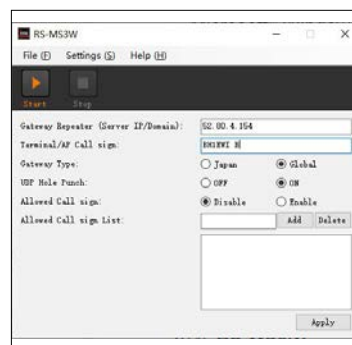 RS-MS3W
File (F) Settings (S) Help (H)
Start Stop
Gateway Repeater (Server IP/Domain): 52.80.4.154
Terminal/AP Call sign:
Gateway Type: Japan Global
UDP Hole Punch: OFF ON
Allowed Call sign: Disable Enable
Allowed Call sign List: Add Delete
Apply